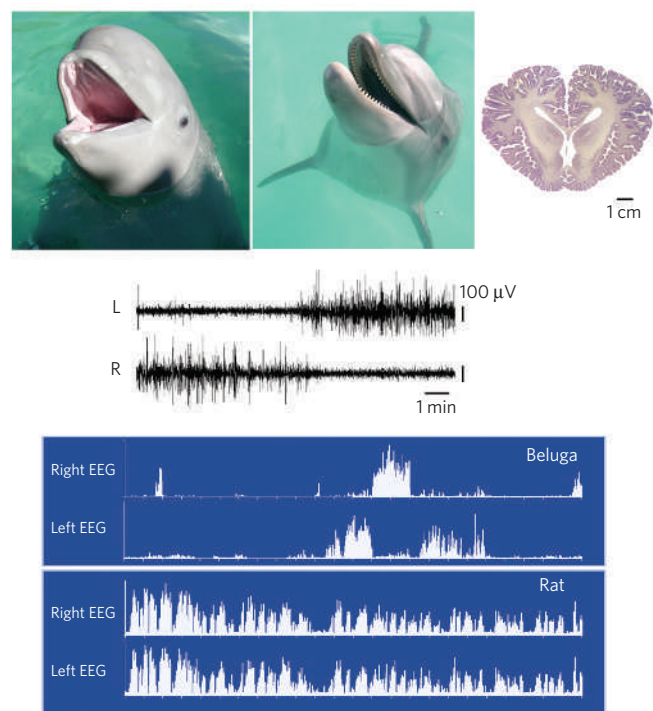 1 cm
L
100 μV
R
1 min
Right EEG
Beluga
Left EEG
Rat
Right EEG
Left EEG